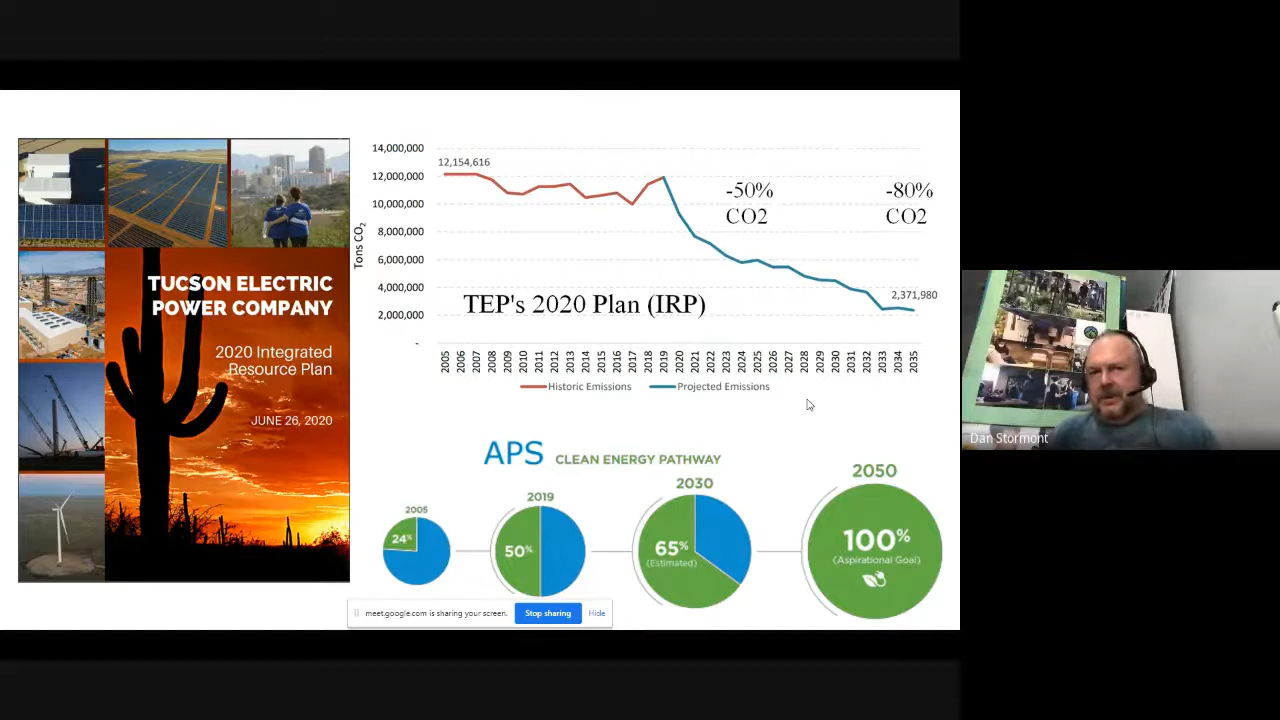 TUCSON ELECTRIC
POWER COMPANY
2020 Integrated
Resource Plan
JUNE 26, 2020
14,000,000
12,000,000
10,000,000
8,000,000
6,000,000
4,000,000
2,000,000
-
Tons CO2
12,154,616
-50%
CO2
-80%
CO2
2,371,980
TEP's 2020 Plan (IRP)
2005 2006 2007 2008 2009 2010 2011 2012 2013 2014 2015 2016 2017 2018 2019 2020 2021 2022 2023 2024 2025 2026 2027 2028 2029 2030 2031 2032 2033 2034 2035
Historic Emissions Projected Emissions
APS CLEAN ENERGY PATHWAY
2005
24%
2019
50%
2030
65%
(Estimated)
2050
100%
(Aspirational Goal)
meet.google.com is sharing your screen. Stop sharing Hide
Dan Stormont